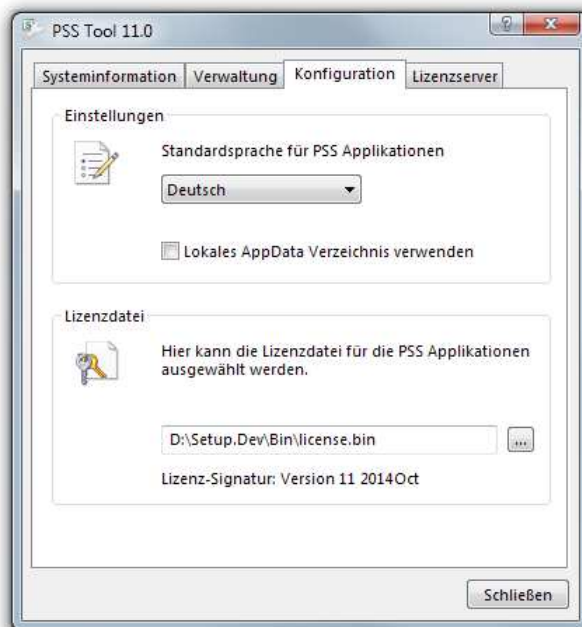 PSS Tool 11.0
Systeminformation Verwaltung Konfiguration Lizenzserver
Einstellungen
Standardsprache für PSS Applikationen
Deutsch
Lokales AppData Verzeichnis verwenden
Lizenzdatei
Hier kann die Lizenzdatei für die PSS Applikationen
ausgewählt werden.
D:\Setup.Dev\Bin\license.bin ...
Lizenz-Signatur: Version 11 2014Oct
Schließen